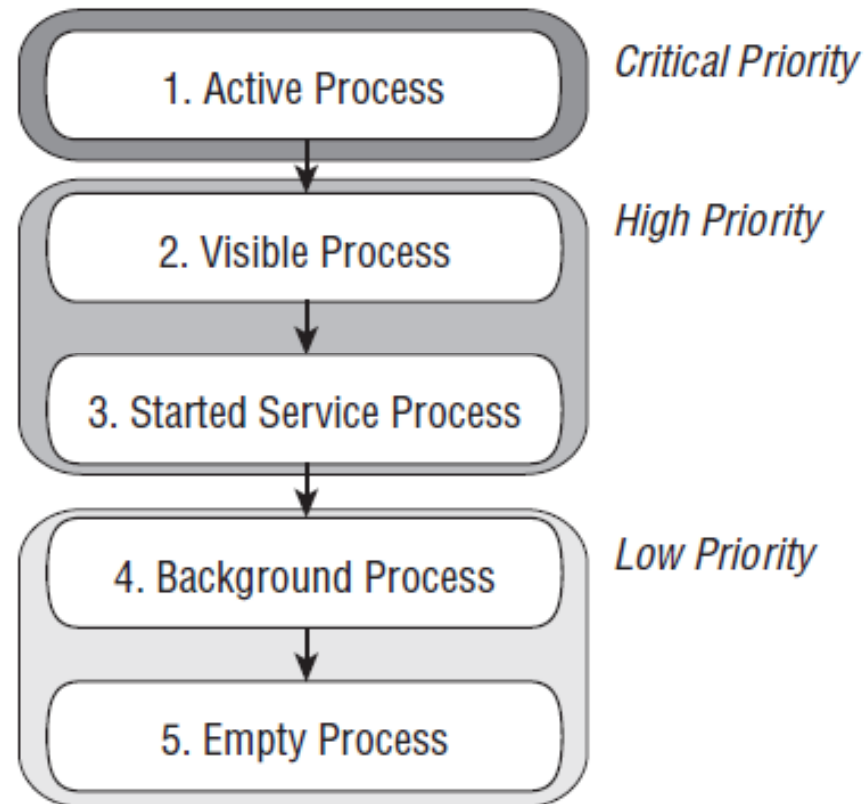 1. Active Process
Critical Priority
2. Visible Process
High Priority
3. Started Service Process
4. Background Process
Low Priority
5. Empty Process